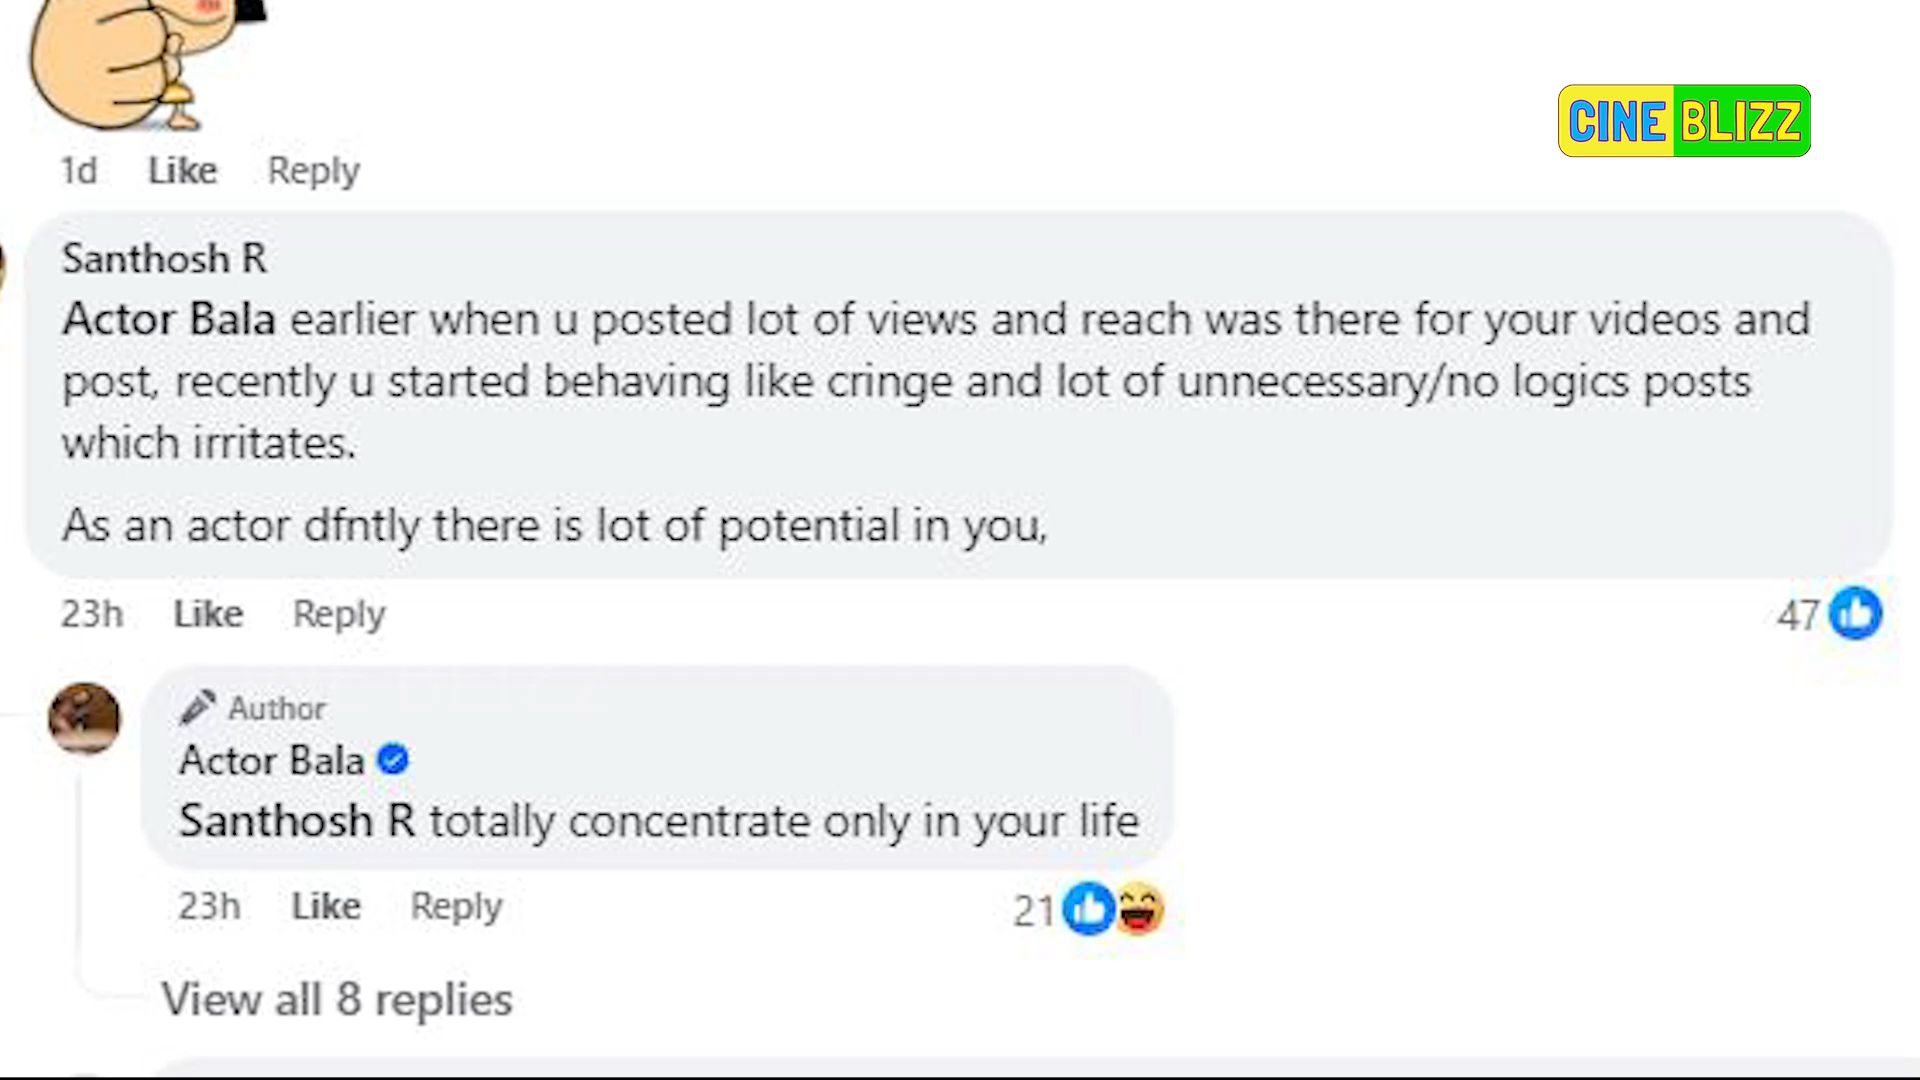 CINE BLIZZ
1d Like Reply
Santhosh R
Actor Bala earlier when u posted lot of views and reach was there for your videos and
post, recently u started behaving like cringe and lot of unnecessary/no logics posts
which irritates.
As an actor dfntly there is lot of potential in you,
23h Like Reply 47
Author
Actor Bala
Santhosh R totally concentrate only in your life
23h Like Reply 21
View all 8 replies